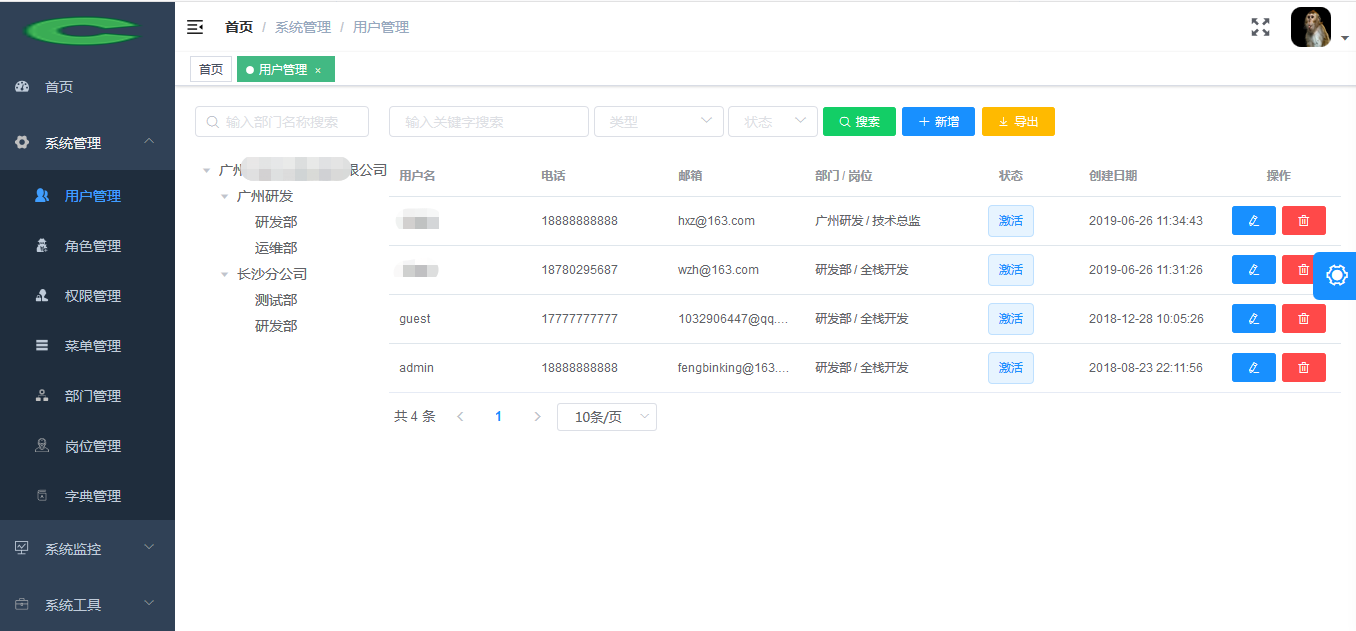 首页 / 系统管理 / 用户管理
首页
用户管理 ×
首页
系统管理
用户管理
角色管理
权限管理
菜单管理
部门管理
岗位管理
字典管理
系统监控
系统工具
输入部门名称搜索
输入关键字搜索
类型
状态
搜索
新增
导出
广州
限公司
广州研发
研发部
运维部
长沙分公司
测试部
研发部
用户名 电话 邮箱 部门 / 岗位 状态 创建日期 操作
18888888888 hxz@163.com 广州研发 / 技术总监 激活 2019-06-26 11:34:43
18780295687 wzh@163.com 研发部 / 全栈开发 激活 2019-06-26 11:31:26
guest 17777777777 1032906447@qq.... 研发部 / 全栈开发 激活 2018-12-28 10:05:26
admin 18888888888 fengbinking@163.... 研发部 / 全栈开发 激活 2018-08-23 22:11:56
共 4 条 1 10条/页